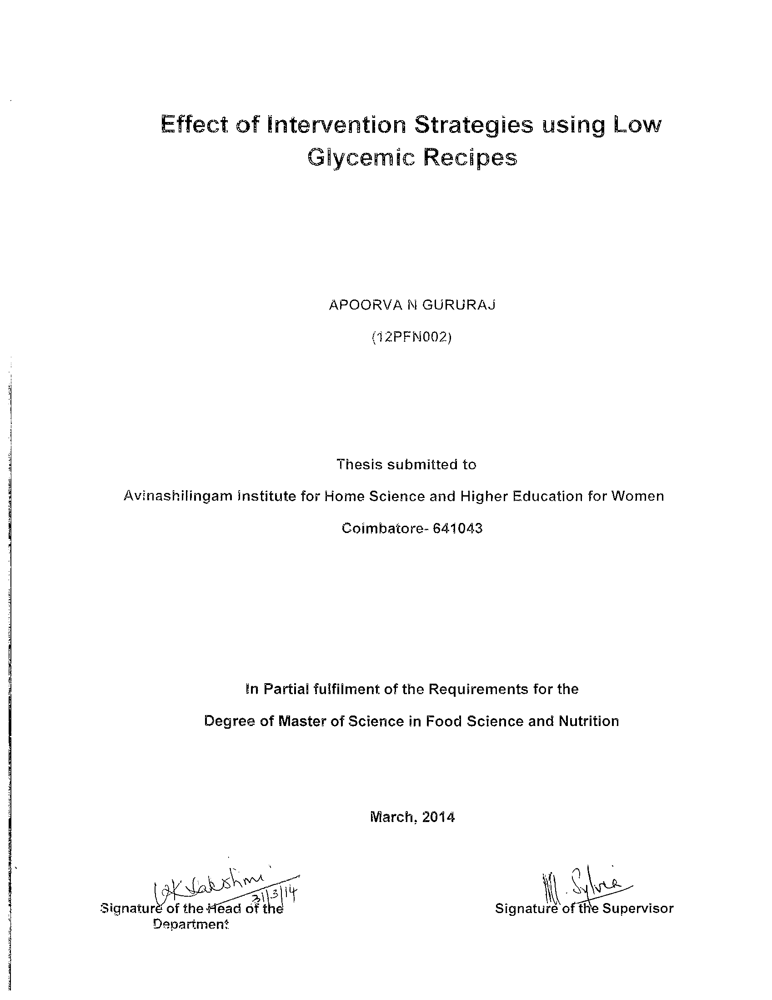 Effect of Intervention Strategies using Low
Glycemic Recipes
APOORVA N GURURAJ
(12PFN002)
Thesis submitted to
Avinashilingam Institute for Home Science and Higher Education for Women
Coimbatore- 641043
In Partial fulfilment of the Requirements for the
Degree of Master of Science in Food Science and Nutrition
March, 2014
Lakshmi
31/3/14
M. Sylvia
Signature of the Head of the
Department
Signature of the Supervisor